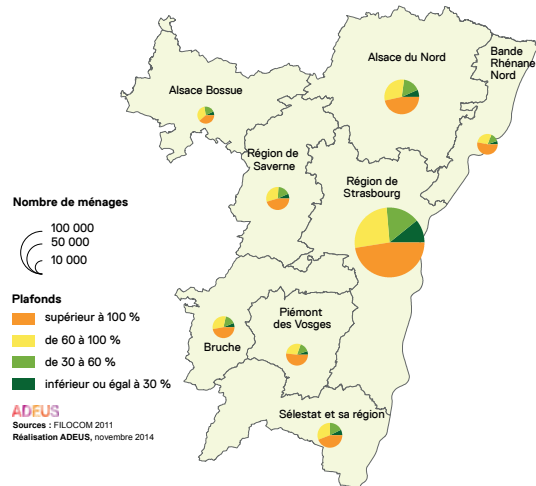 Alsace du Nord
Bande
Rhénane
Nord
Alsace Bossue
Région de
Saverne
Région de
Strasbourg
Nombre de ménages
100 000
50 000
10 000
Plafonds
supérieur à 100 %
de 60 à 100 %
de 30 à 60 %
inférieur ou égal à 30 %
Bruche
Piémont
des Vosges
Sélestat et sa région
ADEUS
Sources : FILOCOM 2011
Réalisation ADEUS, novembre 2014